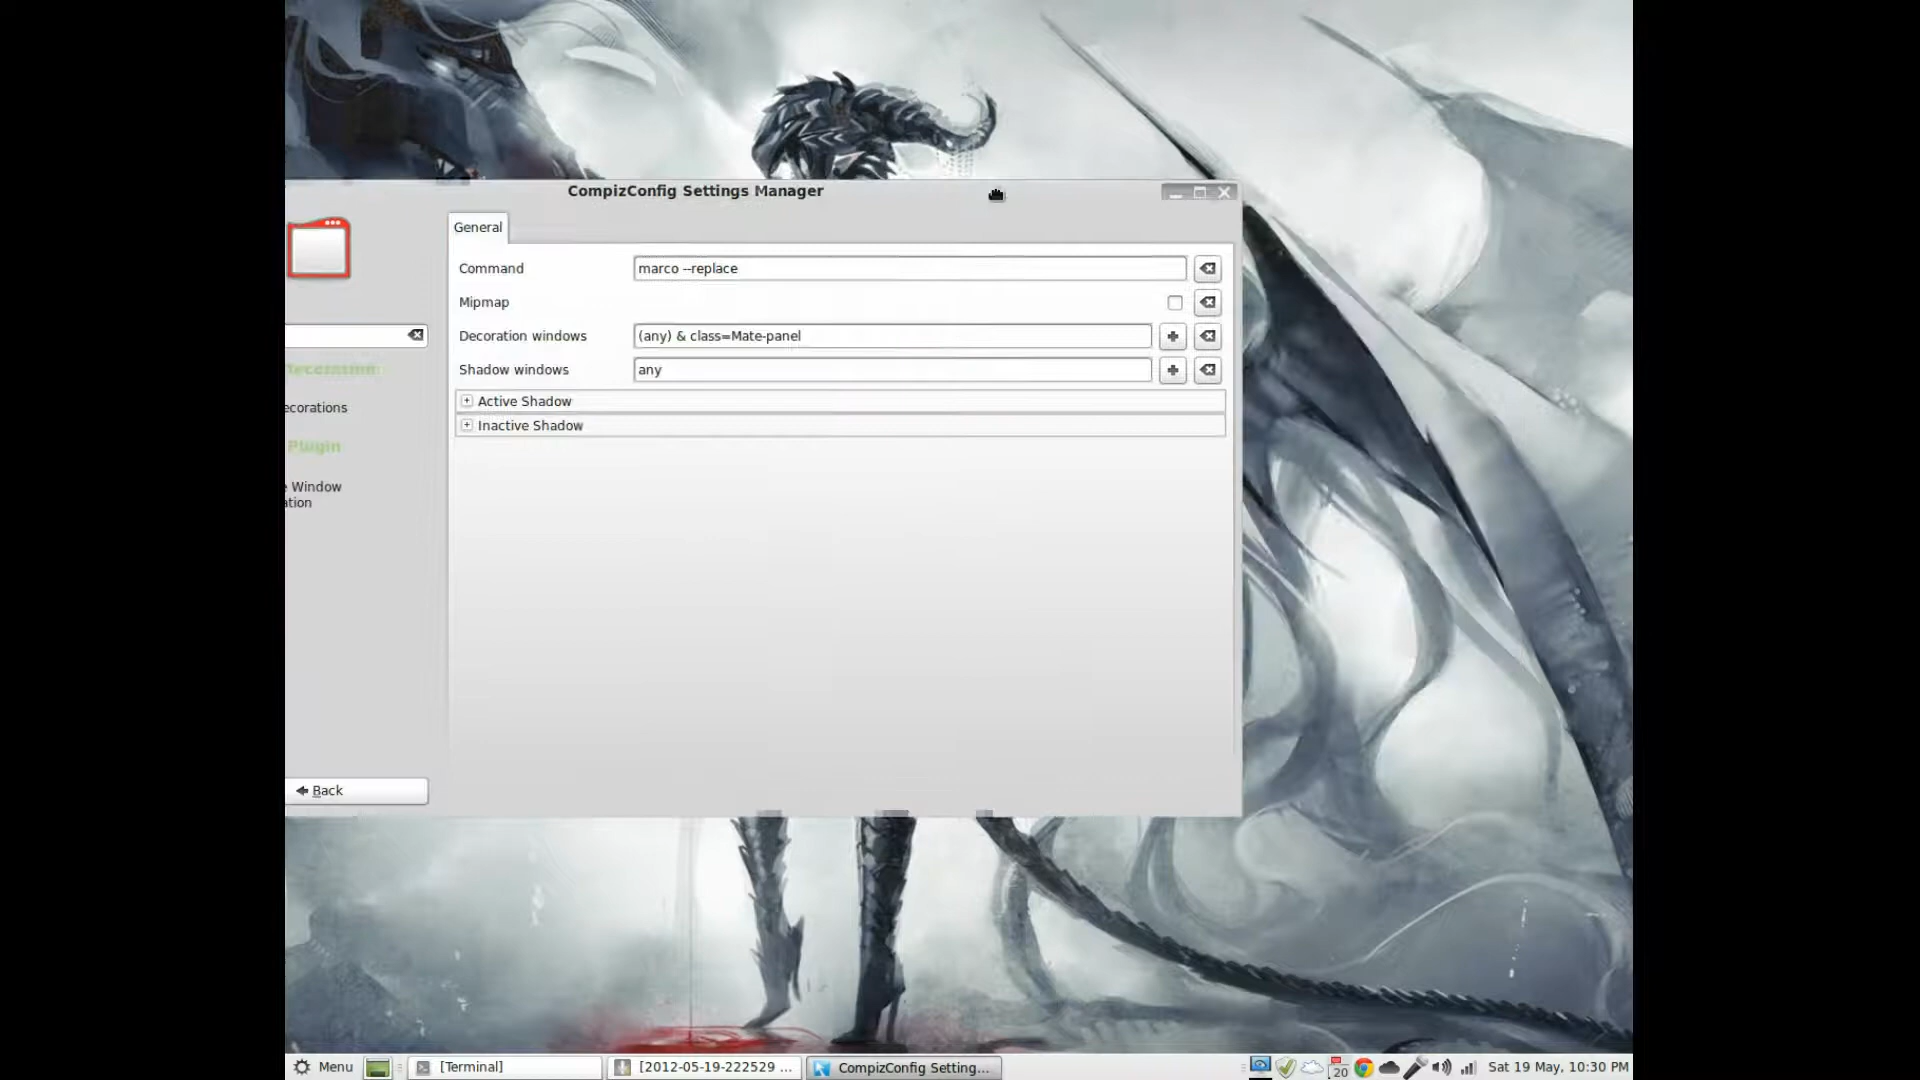 CompizConfig Settings Manager
General
Command
marco --replace
Mipmap
Decoration windows
(any) & class=Mate-panel
Shadow windows
any
Active Shadow
Inactive Shadow
ecorations
Plugin
e Window
ation
Back
Menu
[Terminal]
[2012-05-19-222529 ...
CompizConfig Setting...
20
Sat 19 May, 10:30 PM